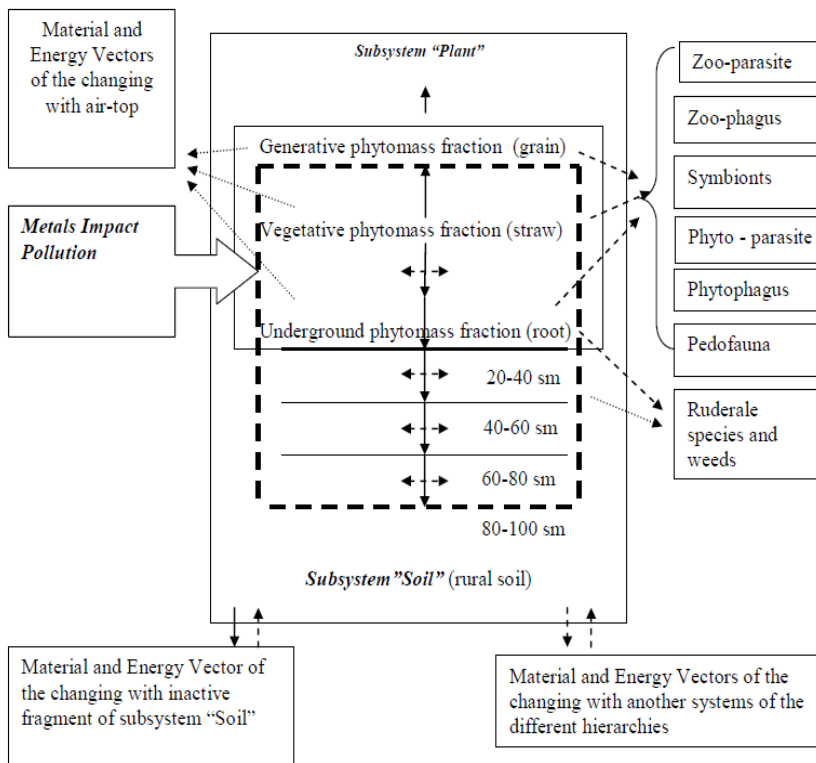 Material and
Energy Vectors
of the changing
with air-top
Metals Impact
Pollution
Subsystem “Plant”
Generative phytomass fraction (grain)
Vegetative phytomass fraction (straw)
Underground phytomass fraction (root)
20-40 sm
40-60 sm
60-80 sm
80-100 sm
Subsystem”Soil” (rural soil)
Zoo-parasite
Zoo-phagus
Symbionts
Phyto - parasite
Phytophagus
Pedofauna
Ruderale
species and
weeds
Material and Energy Vector of
the changing with inactive
fragment of subsystem “Soil”
Material and Energy Vectors of the
changing with another systems of the
different hierarchies